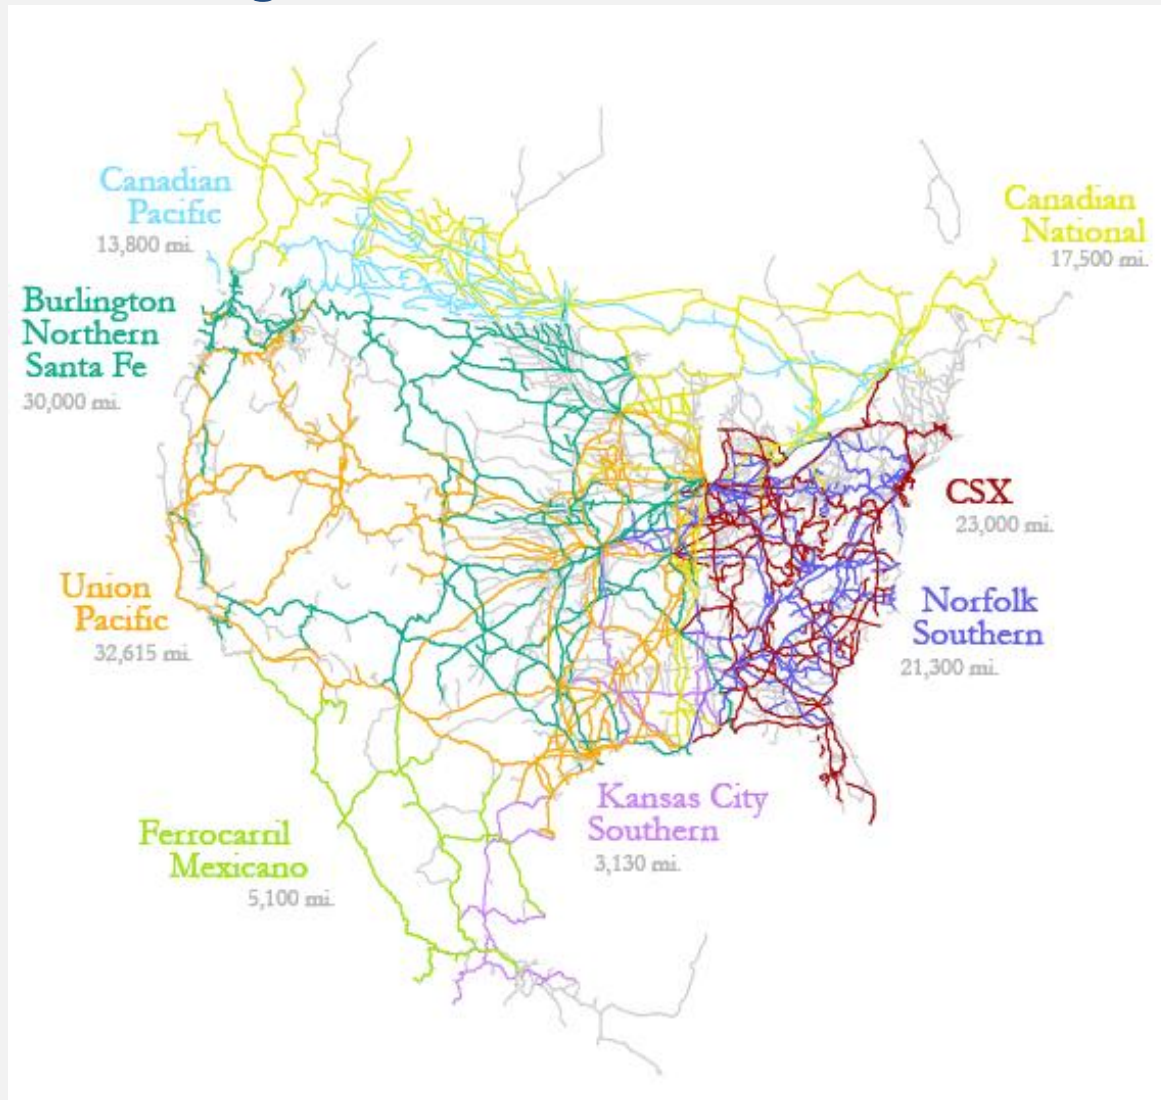 Canadian
Pacific
13,800 mi.
Canadian
National
17,500 mi.
Burlington
Northern
Santa Fe
30,000 mi.
CSX
23,000 mi.
Union
Pacific
32,615 mi.
Norfolk
Southern
21,300 mi.
Kansas City
Southern
3,130 mi.
Ferrocarril
Mexicano
5,100 mi.